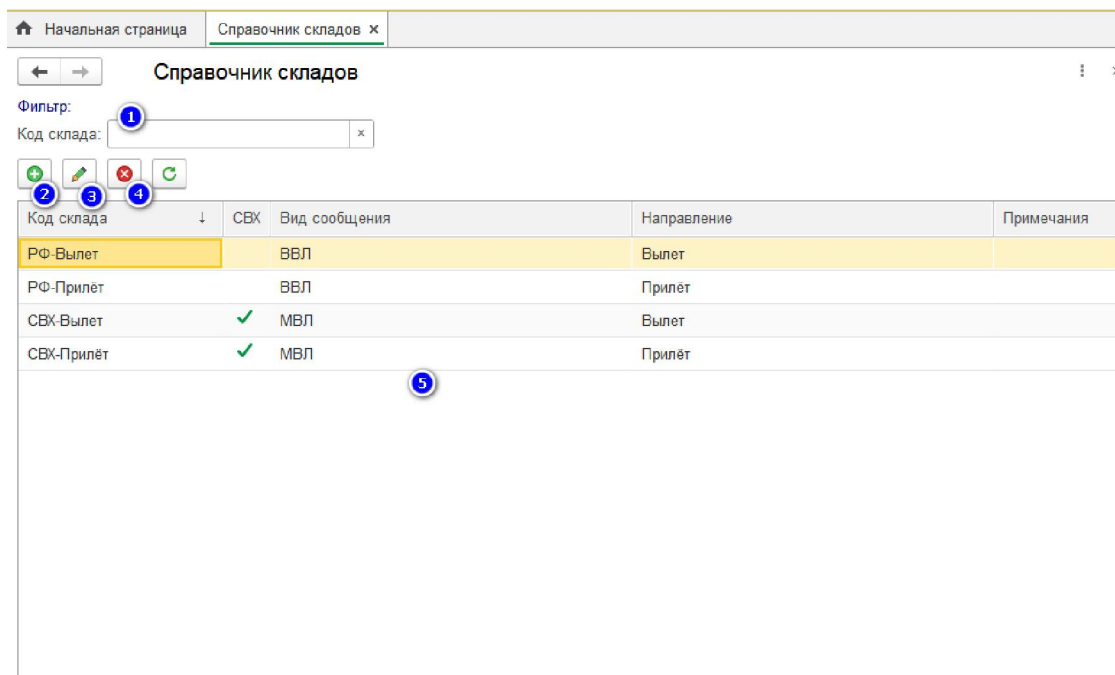 Начальная страница Справочник складов ×
Справочник складов
Фильтр:
1
Код склада: ×
2 3 4
Код склада ↓ СВХ Вид сообщения Направление Примечания
РФ-Вылет ВВЛ Вылет
РФ-Прилёт ВВЛ Прилёт
СВХ-Вылет МВЛ Вылет
СВХ-Прилёт МВЛ Прилёт
5